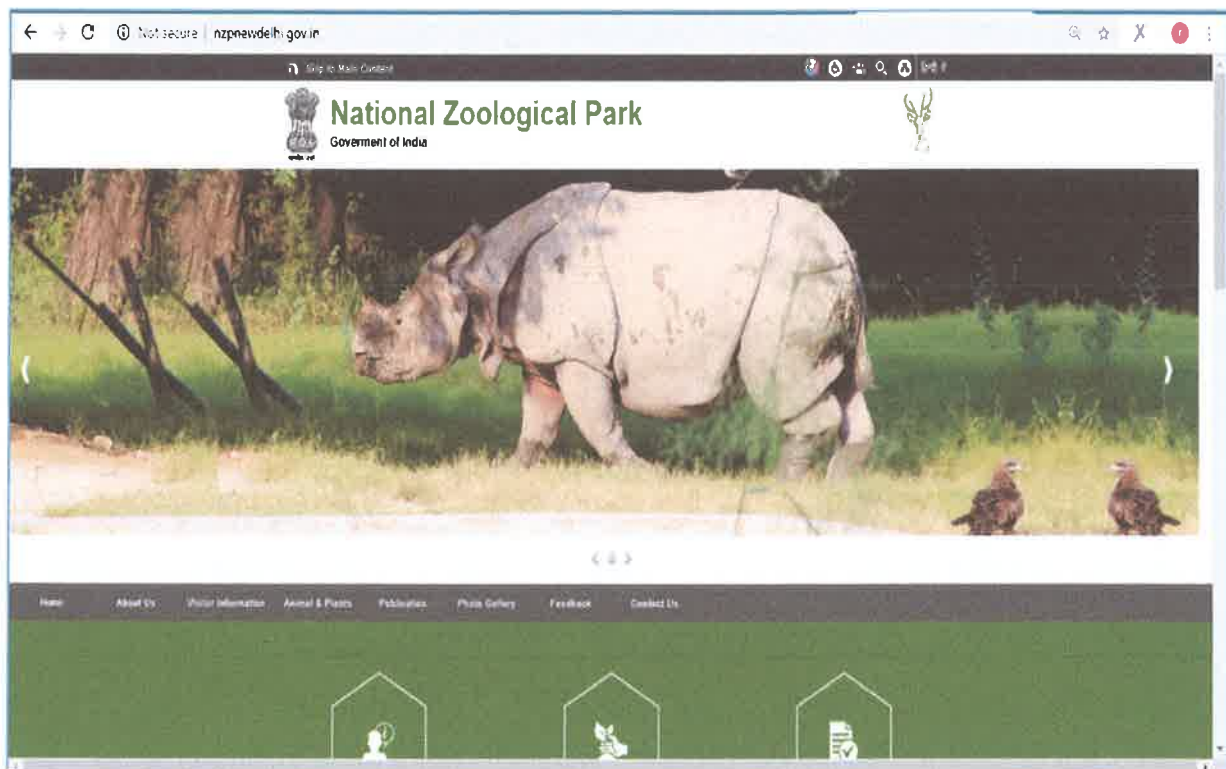 Not secure nzpnewdelhi.gov.in
Skip to Main Content
National Zoological Park
Goverment of India
Home About Us Visitor Information Animal & Plants Publication Photo Gallery Feedback Contact Us